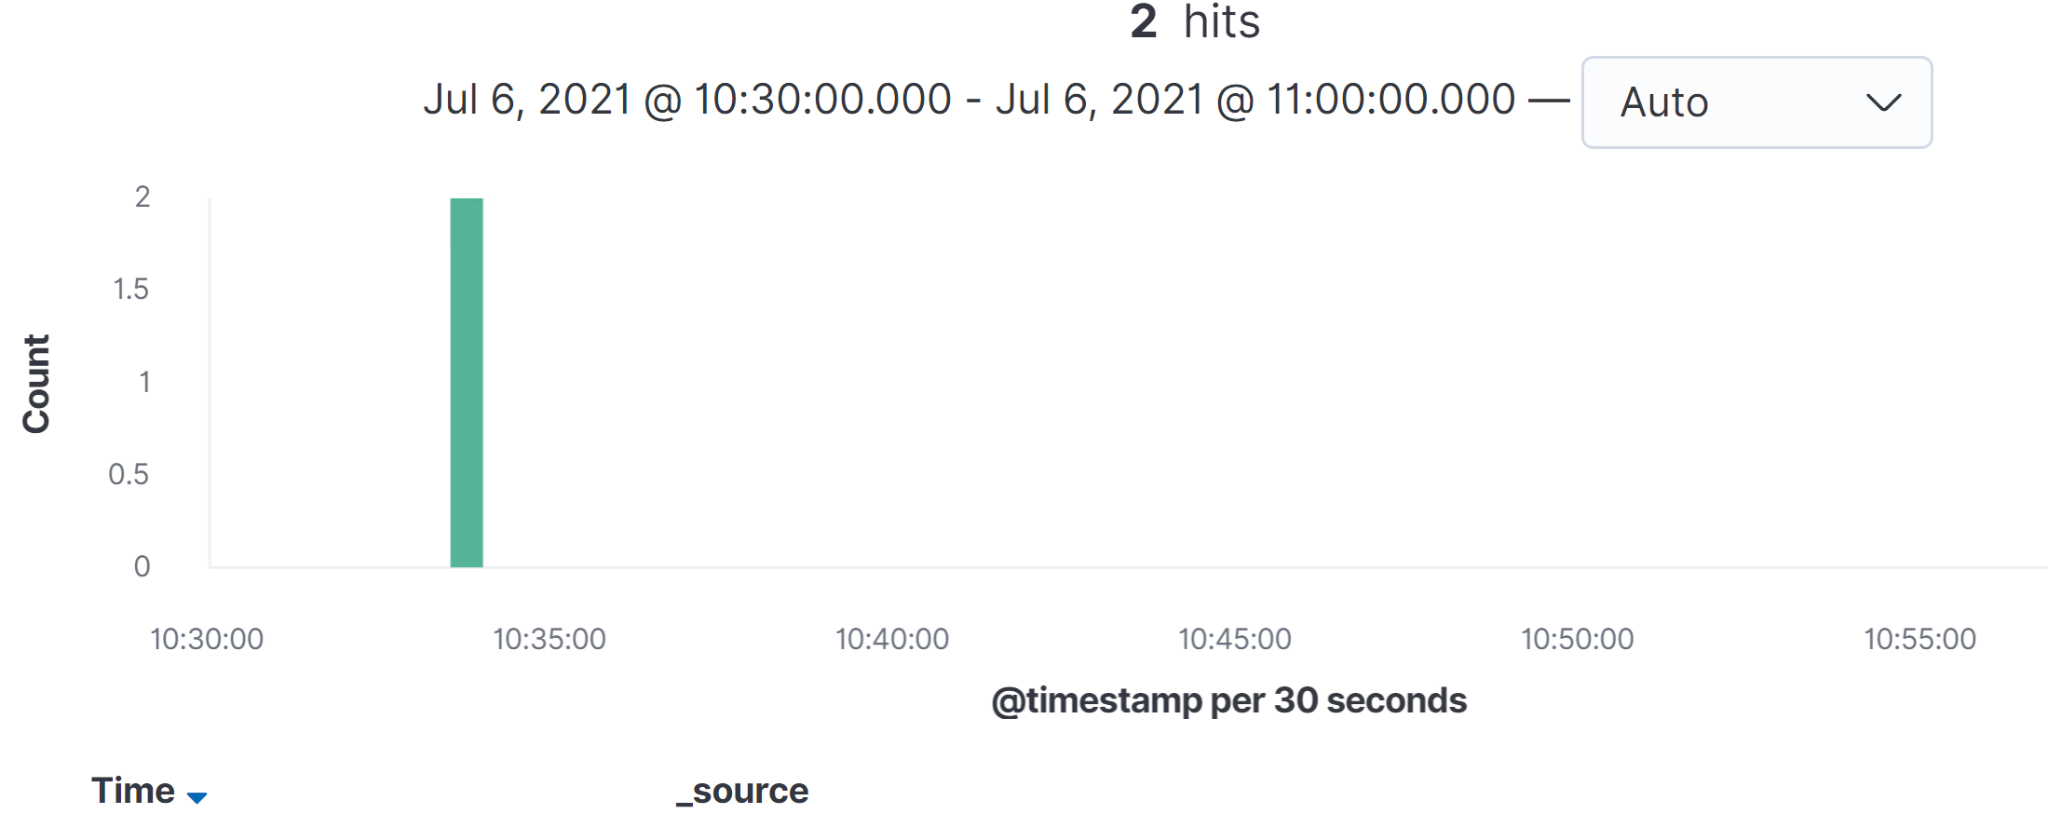 2 hits
Jul 6, 2021 @ 10:30:00.000 - Jul 6, 2021 @ 11:00:00.000 — Auto
2
1.5
1
0.5
0
Count
10:30:00 10:35:00 10:40:00 10:45:00 10:50:00 10:55:00
@timestamp per 30 seconds
Time _source